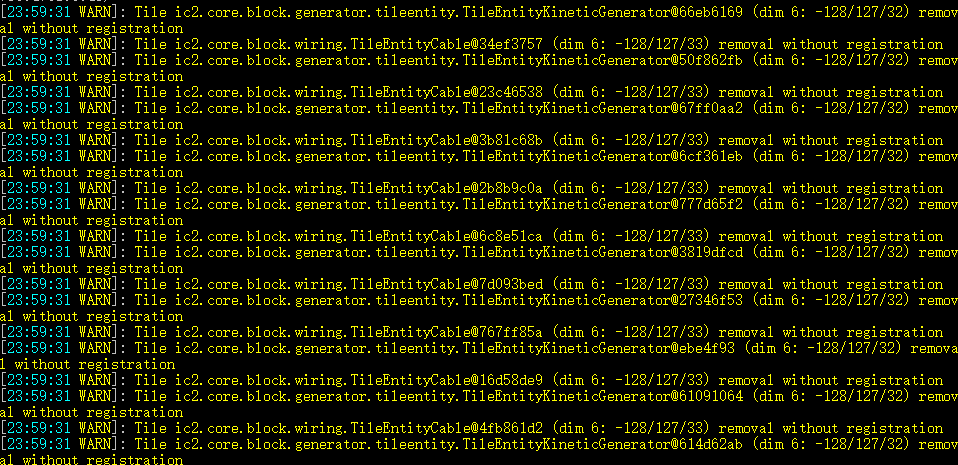 [23:59:31 WARN]: Tile ic2.core.block.generator.tileentity.TileEntityKineticGenerator@66eb6169 (dim 6: -128/127/32) remov
al without registration
[23:59:31 WARN]: Tile ic2.core.block.wiring.TileEntityCable@34ef3757 (dim 6: -128/127/33) removal without registration
[23:59:31 WARN]: Tile ic2.core.block.generator.tileentity.TileEntityKineticGenerator@50f862fb (dim 6: -128/127/32) remov
al without registration
[23:59:31 WARN]: Tile ic2.core.block.wiring.TileEntityCable@23c46538 (dim 6: -128/127/33) removal without registration
[23:59:31 WARN]: Tile ic2.core.block.generator.tileentity.TileEntityKineticGenerator@67ff0aa2 (dim 6: -128/127/32) remov
al without registration
[23:59:31 WARN]: Tile ic2.core.block.wiring.TileEntityCable@3b81c68b (dim 6: -128/127/33) removal without registration
[23:59:31 WARN]: Tile ic2.core.block.generator.tileentity.TileEntityKineticGenerator@6cf361eb (dim 6: -128/127/32) remov
al without registration
[23:59:31 WARN]: Tile ic2.core.block.wiring.TileEntityCable@2b8b9c0a (dim 6: -128/127/33) removal without registration
[23:59:31 WARN]: Tile ic2.core.block.generator.tileentity.TileEntityKineticGenerator@777d65f2 (dim 6: -128/127/32) remov
al without registration
[23:59:31 WARN]: Tile ic2.core.block.wiring.TileEntityCable@6c8e51ca (dim 6: -128/127/33) removal without registration
[23:59:31 WARN]: Tile ic2.core.block.generator.tileentity.TileEntityKineticGenerator@3819dfcd (dim 6: -128/127/32) remov
al without registration
[23:59:31 WARN]: Tile ic2.core.block.wiring.TileEntityCable@7d093bed (dim 6: -128/127/33) removal without registration
[23:59:31 WARN]: Tile ic2.core.block.generator.tileentity.TileEntityKineticGenerator@27346f53 (dim 6: -128/127/32) remov
al without registration
[23:59:31 WARN]: Tile ic2.core.block.wiring.TileEntityCable@767ff85a (dim 6: -128/127/33) removal without registration
[23:59:31 WARN]: Tile ic2.core.block.generator.tileentity.TileEntityKineticGenerator@ebe4f93 (dim 6: -128/127/32) remova
l without registration
[23:59:31 WARN]: Tile ic2.core.block.wiring.TileEntityCable@16d58de9 (dim 6: -128/127/33) removal without registration
[23:59:31 WARN]: Tile ic2.core.block.generator.tileentity.TileEntityKineticGenerator@61091064 (dim 6: -128/127/32) remov
al without registration
[23:59:31 WARN]: Tile ic2.core.block.wiring.TileEntityCable@4fb861d2 (dim 6: -128/127/33) removal without registration
[23:59:31 WARN]: Tile ic2.core.block.generator.tileentity.TileEntityKineticGenerator@614d62ab (dim 6: -128/127/32) remov
al without registration